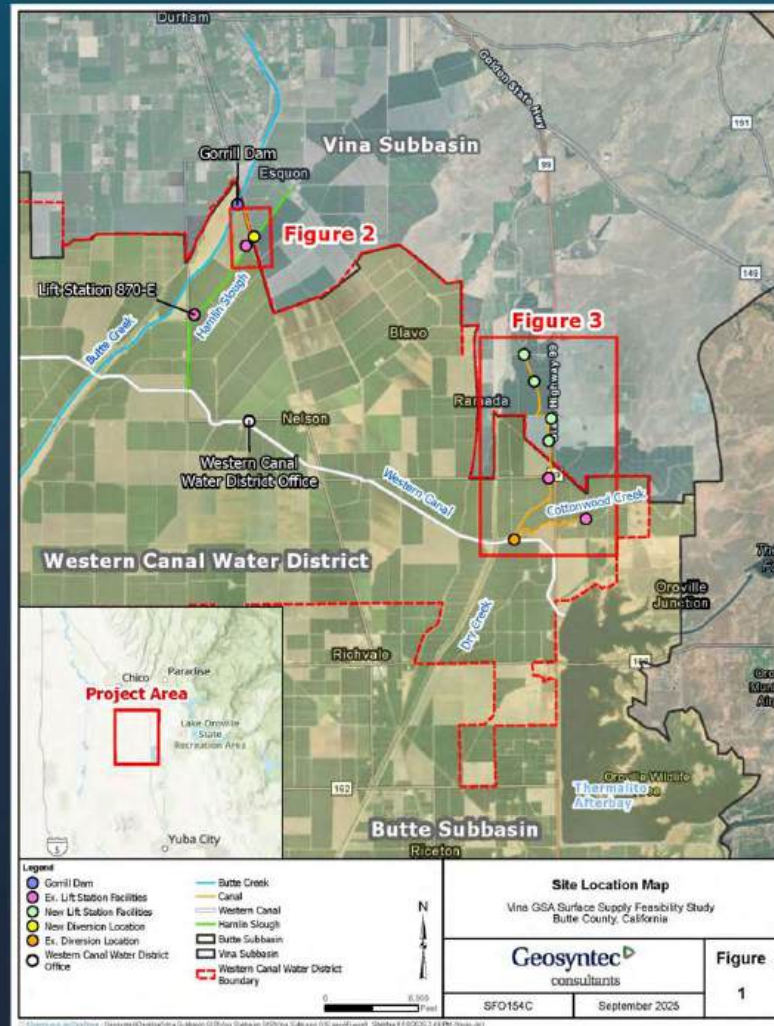 Durham
Golden State Hwy
191
99
Gorrill Dam
Vina Subbasin
Esquon
Figure 2
149
Lift Station 870-E
Hamlin Slough
Butte Creek
Figure 3
Blavo
Highway 99
Ramada
Nelson
Western Canal
Water District Office
Western Canal
Cottonwood Creek
Western Canal Water District
Oroville
Junction
Dry Creek
Richvale
Chico
Paradise
Project Area
Lake Oroville
State
Recreation Area
Yuba City
5
162
Oroville Wildlife
Thermalito
Afterbay
Butte Subbasin
Riceton
Legend
Gorrill Dam
Ex. Lift Station Facilities
New Lift Station Facilities
New Diversion Location
Ex. Diversion Location
Western Canal Water District
Office
Butte Creek
Canal
Western Canal
Hamlin Slough
Butte Subbasin
Vina Subbasin
Western Canal Water District
Boundary
N
Feet
Site Location Map
Vina GSA Surface Supply Feasibility Study
Butte County, California
Geosyntec
consultants
SFO154C
September 2025
Figure
1